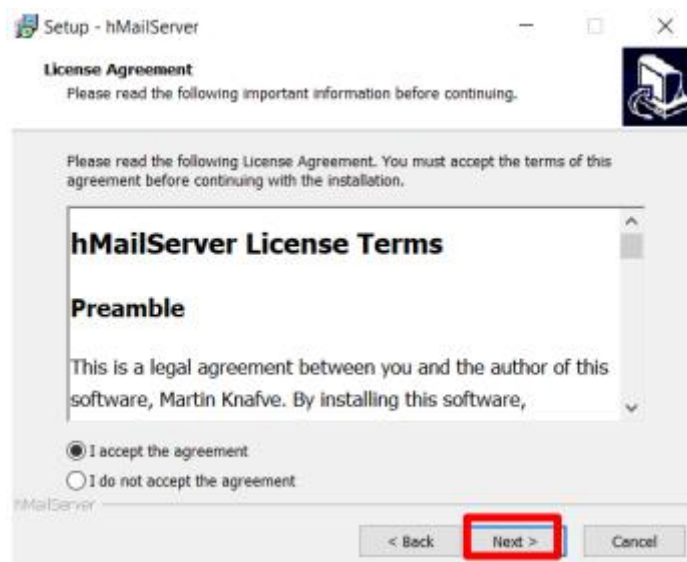 Setup - hMailServer
License Agreement
Please read the following important information before continuing.
Please read the following License Agreement. You must accept the terms of this
agreement before continuing with the installation.
hMailServer License Terms
Preamble
This is a legal agreement between you and the author of this
software, Martin Knafve. By installing this software,
I accept the agreement
I do not accept the agreement
hMailServer
< Back Next > Cancel